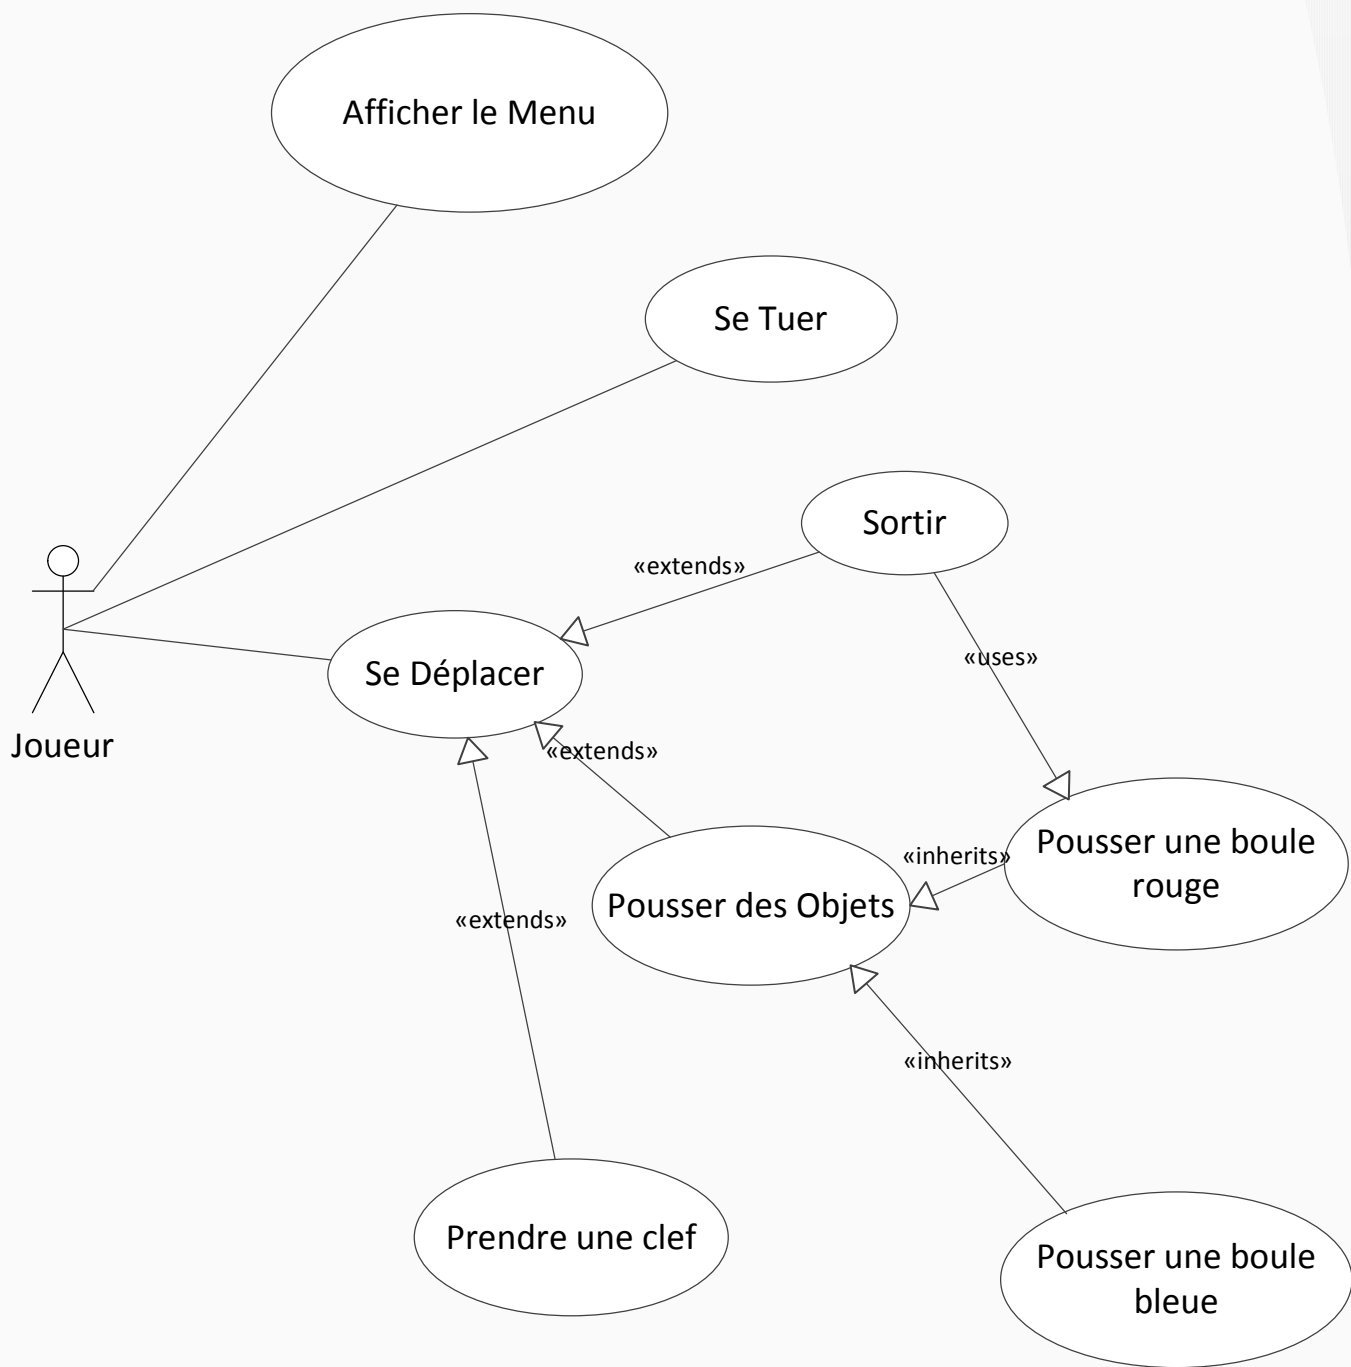 Afficher le Menu
Se Tuer
Sortir
«extends»
«uses»
Se Déplacer
Joueur
«extends»
Pousser une boule
rouge
«inherits»
Pousser des Objets
«extends»
«inherits»
Prendre une clef
Pousser une boule
bleue